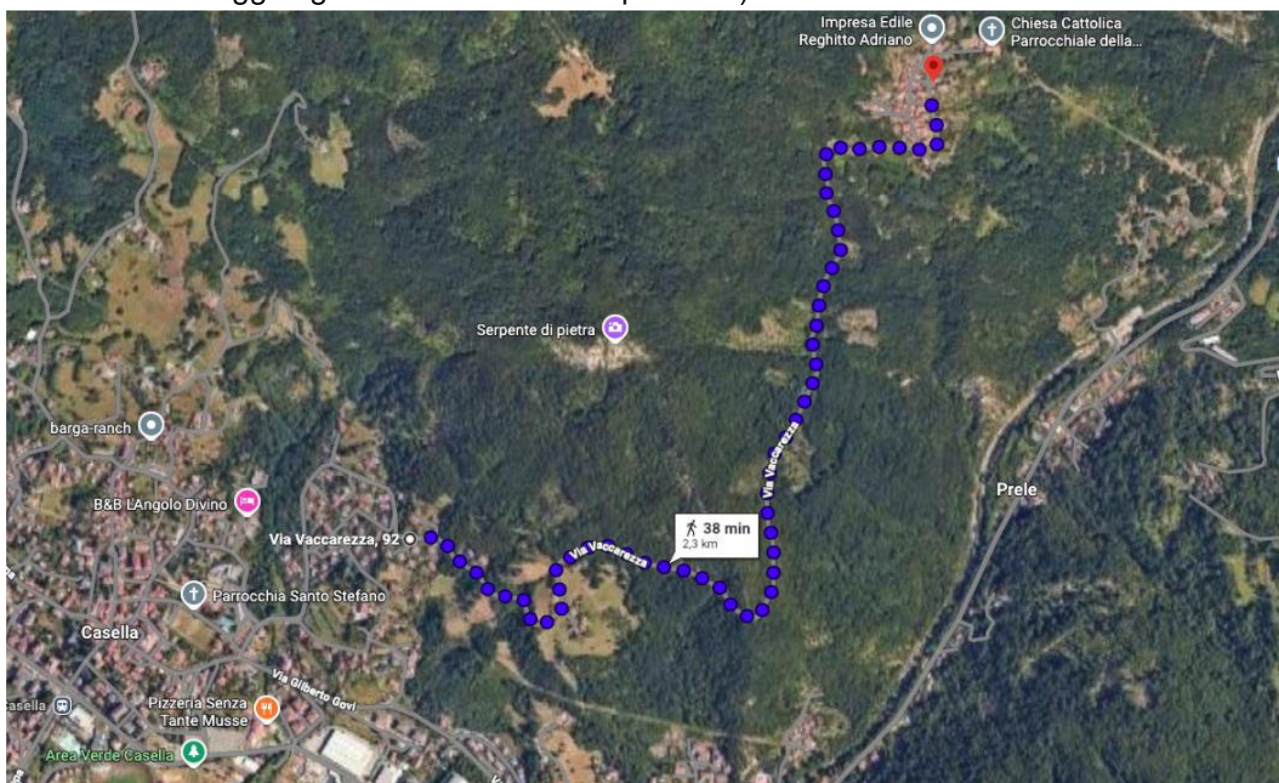 Impresa Edile
Reghitto Adriano
Chiesa Cattolica
Parrocchiale della...
Serpente di pietra
barga-ranch
B&B L'Angolo Divino
Prele
38 min
2,3 km
Via Vaccarezza
Via Vaccarezza, 92
Via Vaccarezza
Parrocchia Santo Stefano
Casella
Via Gilberto Govi
Casella
Pizzeria Senza
Tante Musse
Area Verde Casella